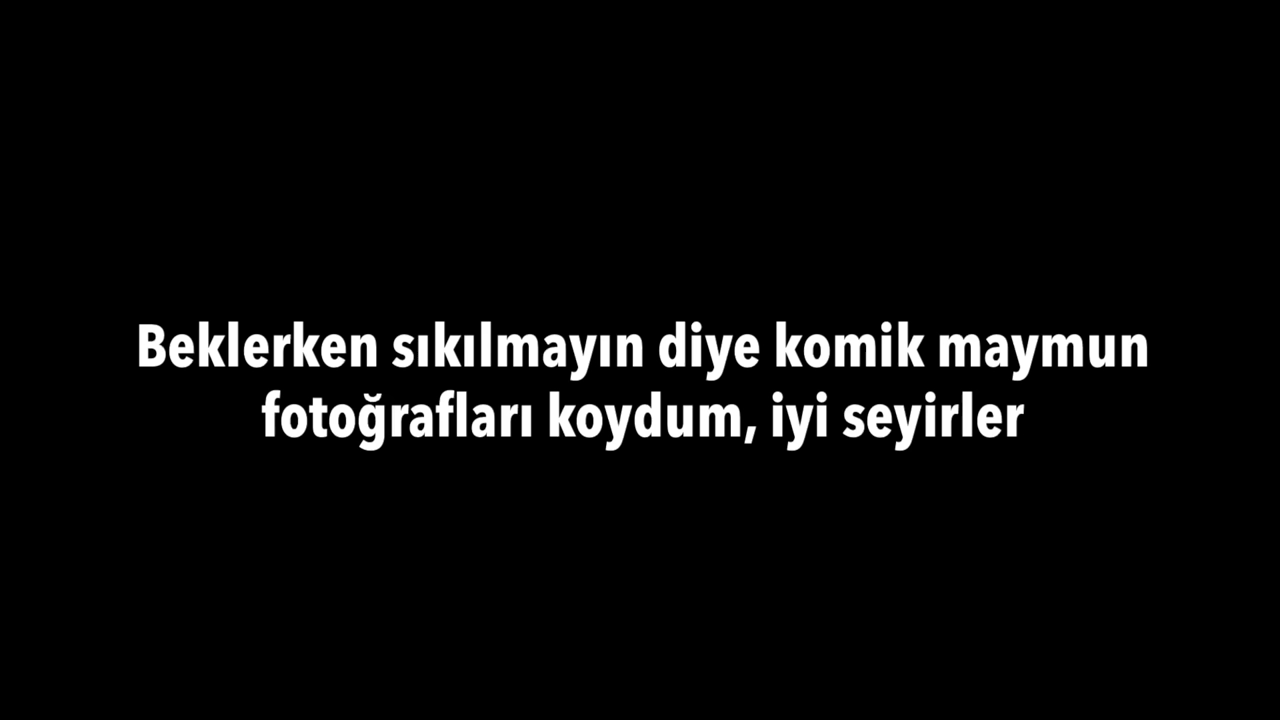 Beklerken sıkılmayın diye komik maymun
fotoğrafları koydum, iyi seyirler